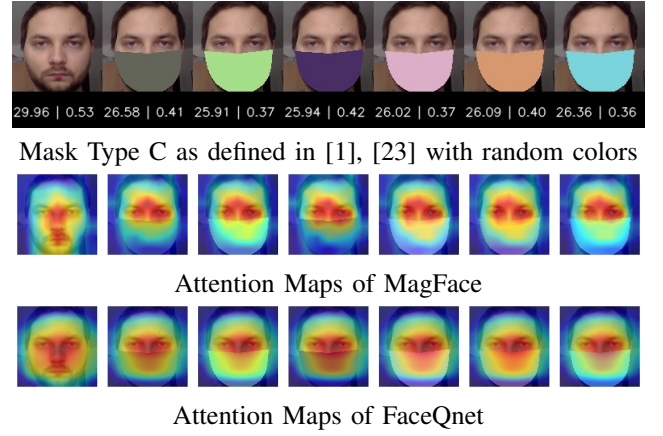 29.96 | 0.53 26.58 | 0.41 25.91 | 0.37 25.94 | 0.42 26.02 | 0.37 26.09 | 0.40 26.36 | 0.36
Mask Type C as defined in [1], [23] with random colors
Attention Maps of MagFace
Attention Maps of FaceQnet